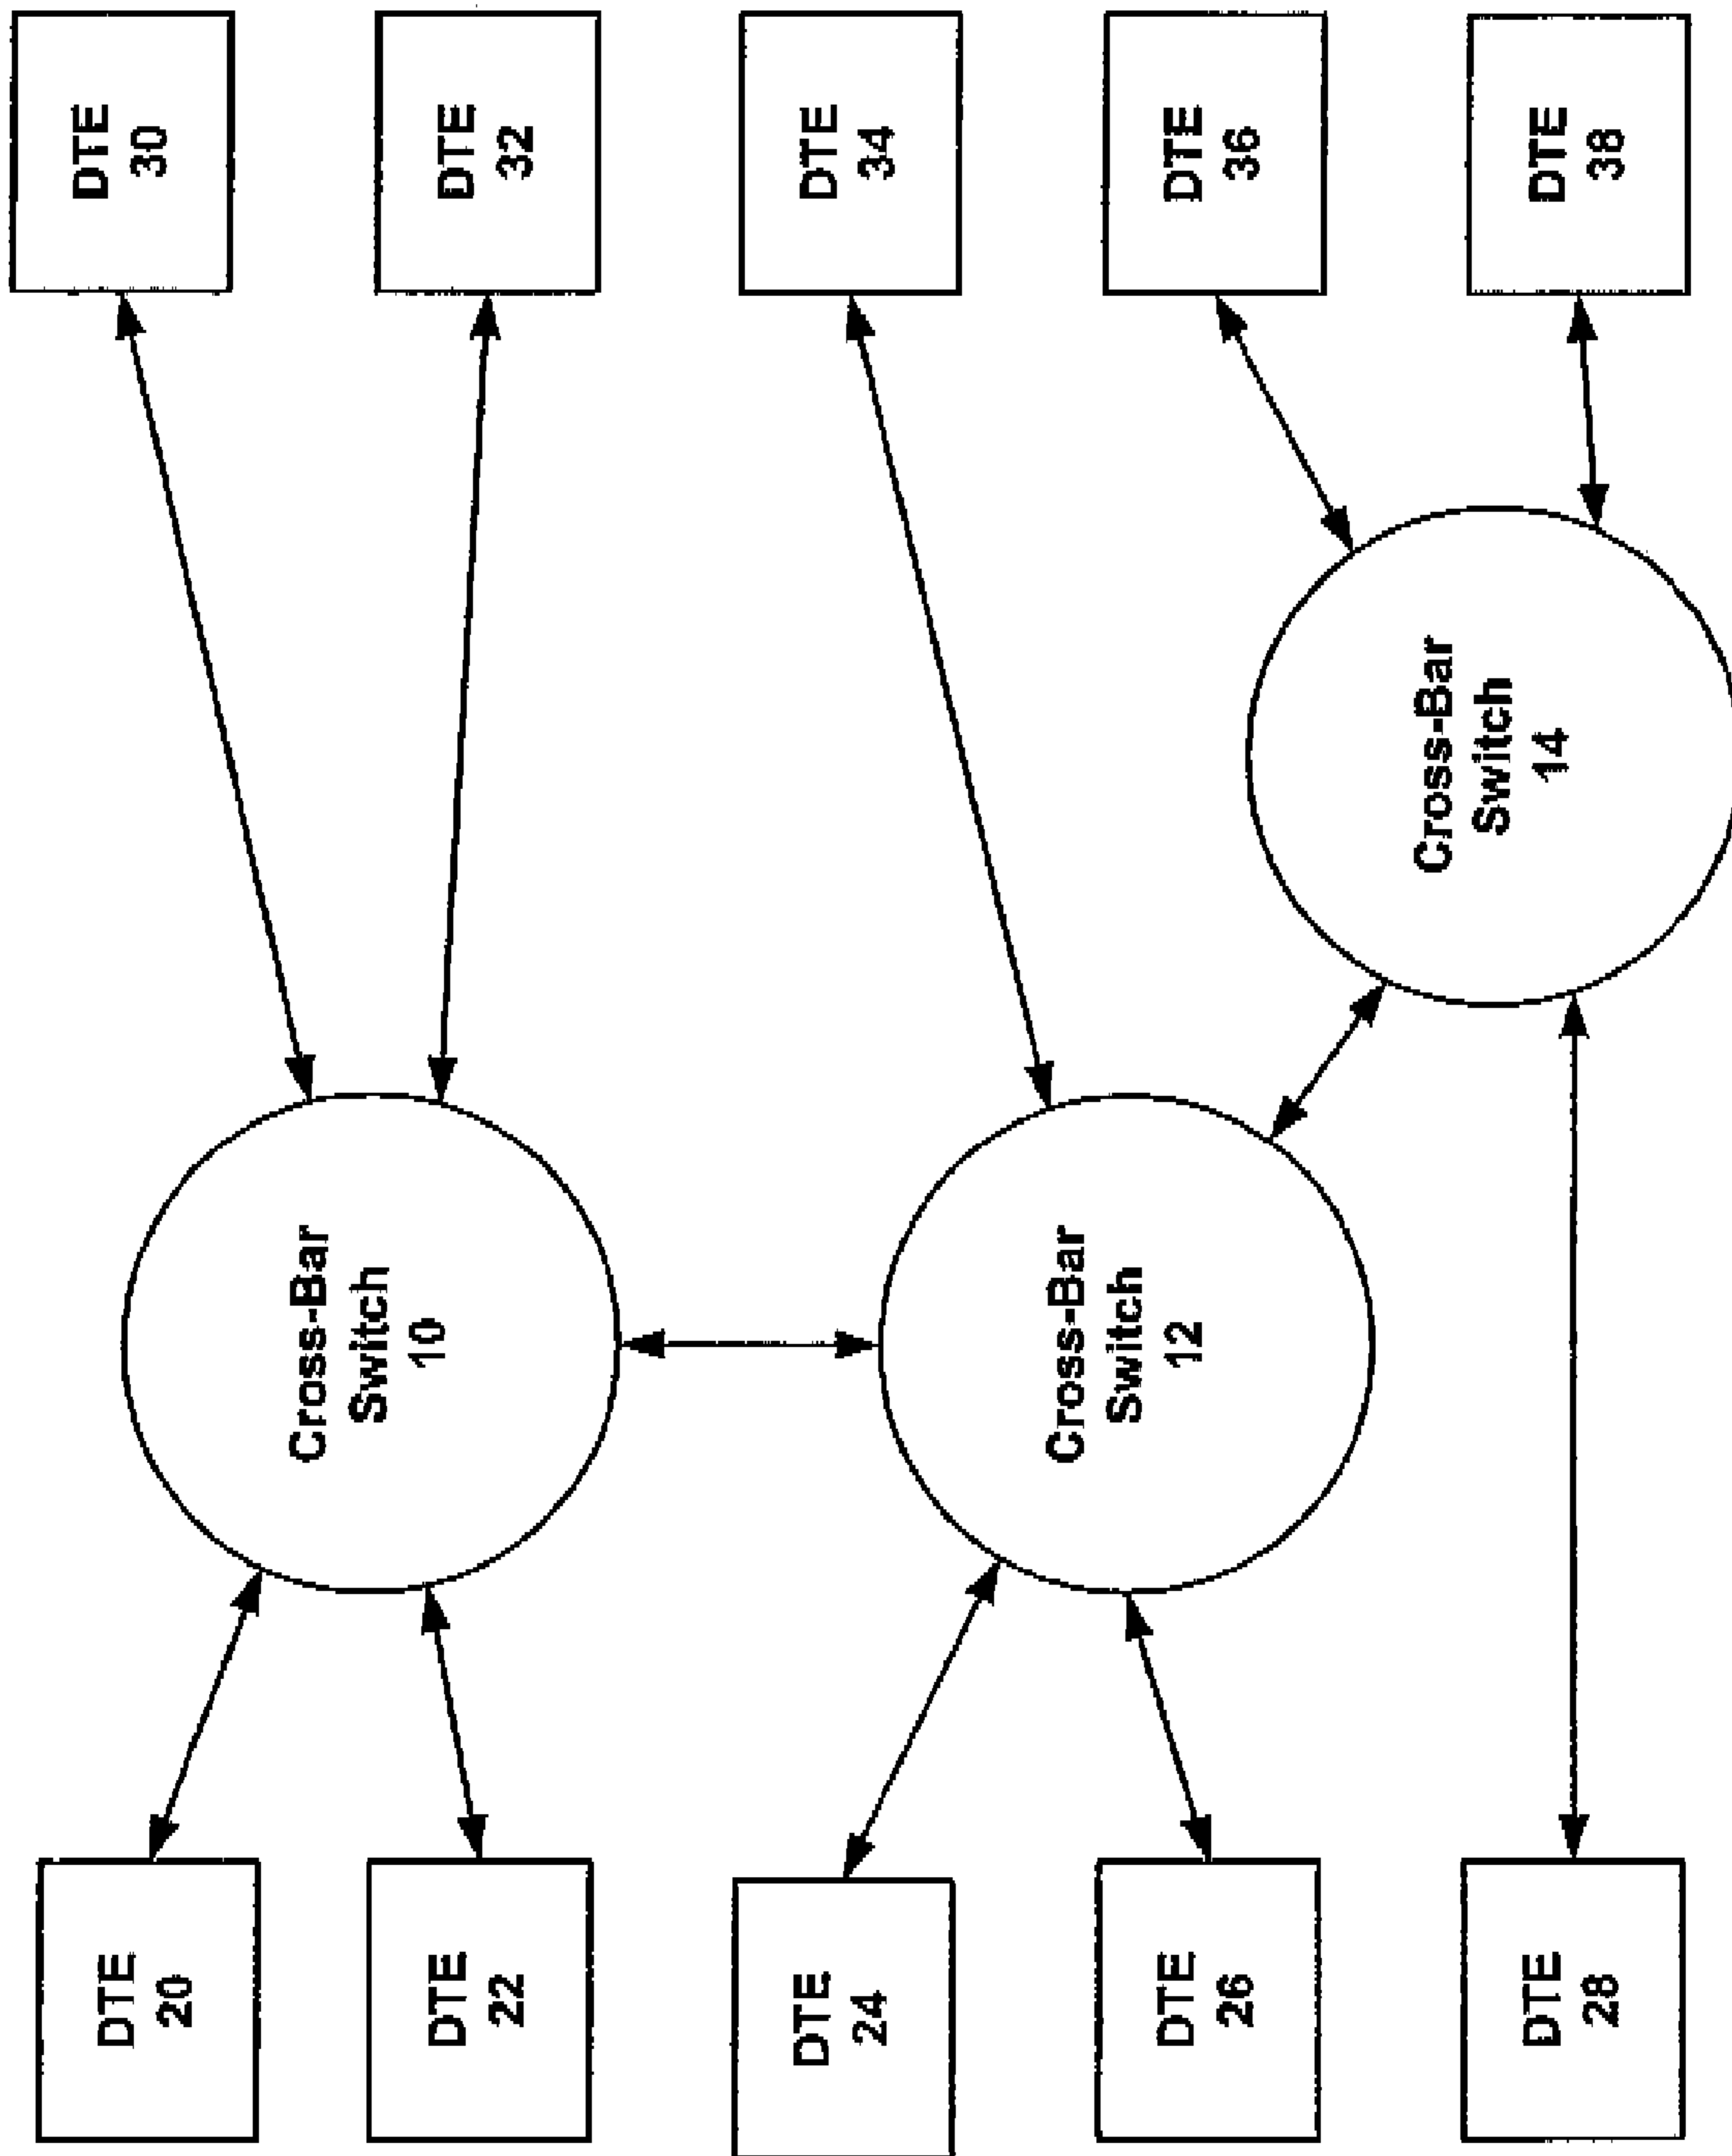 DTE
20
DTE
22
DTE
24
DTE
26
DTE
28
Cross-Bar
Switch
10
Cross-Bar
Switch
12
Cross-Bar
Switch
14
DTE
30
DTE
32
DTE
34
DTE
36
DTE
38